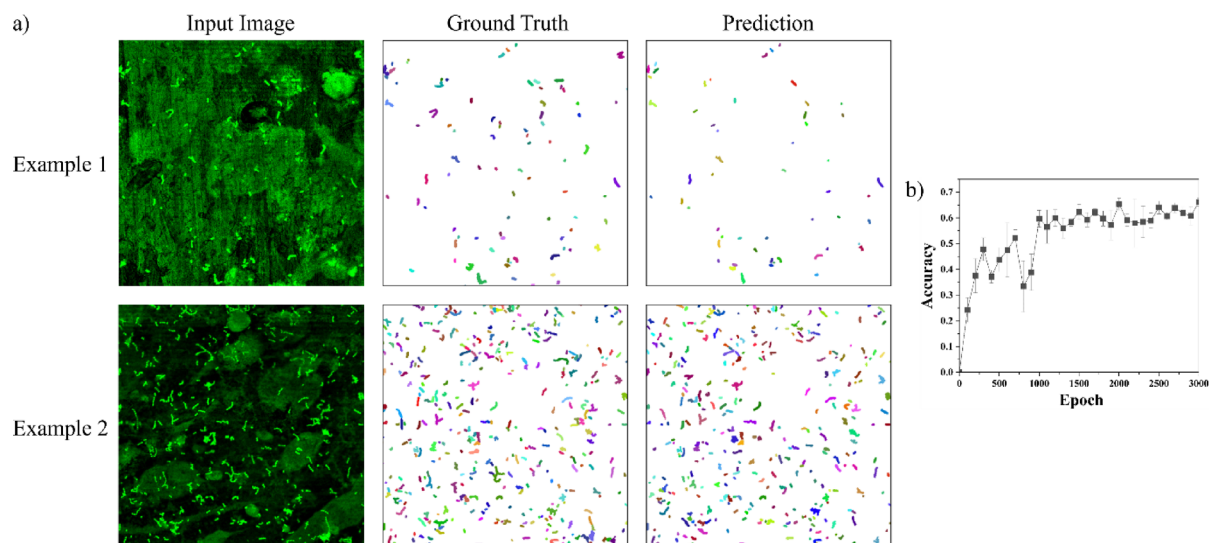 a)
Input Image
Ground Truth
Prediction
Example 1
Example 2
b)
Accuracy
0.7
0.6
0.5
0.4
0.3
0.2
0.1
0.0
0 500 1000 1500 2000 2500 3000
Epoch